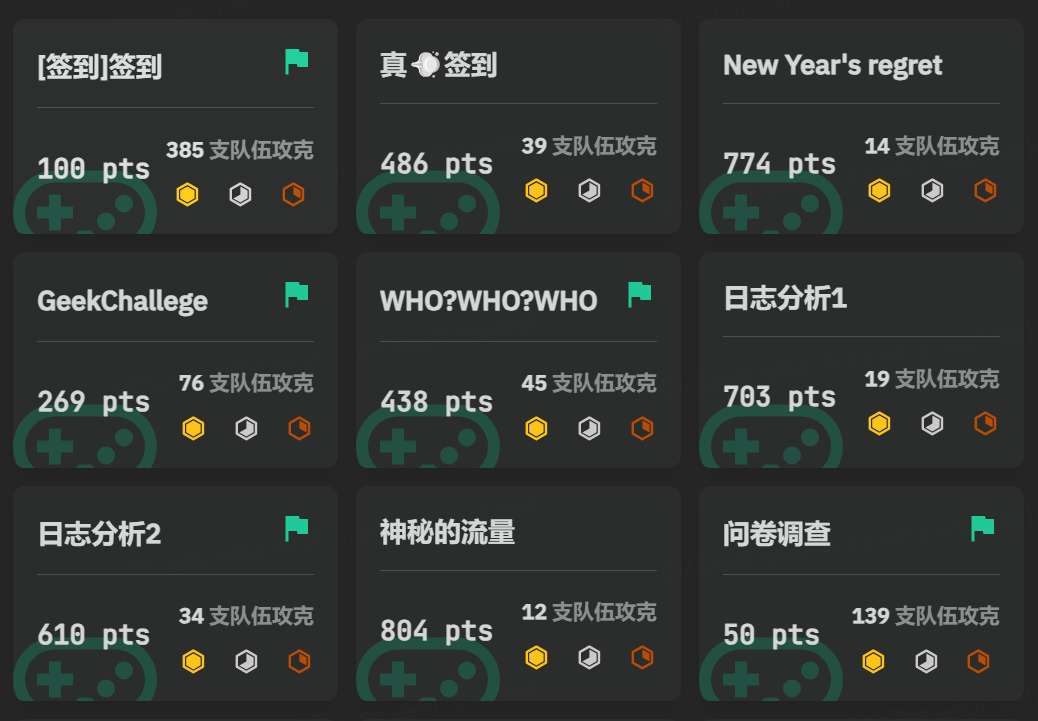 [签到]签到
100 pts
385 支队伍攻克
真💨签到
486 pts
39 支队伍攻克
New Year's regret
774 pts
14 支队伍攻克
GeekChallege
269 pts
76 支队伍攻克
WHO?WHO?WHO
438 pts
45 支队伍攻克
日志分析1
703 pts
19 支队伍攻克
日志分析2
610 pts
34 支队伍攻克
神秘的流量
804 pts
12 支队伍攻克
问卷调查
50 pts
139 支队伍攻克